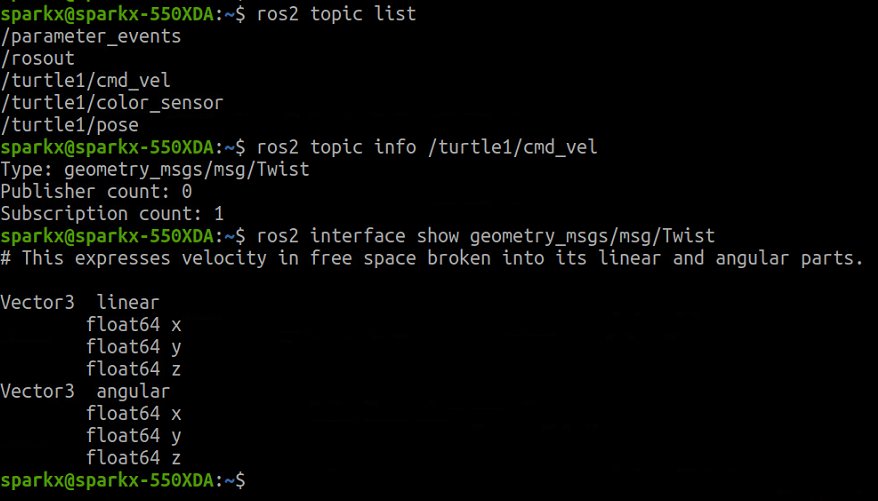 sparkx@sparkx-550XDA:~$ ros2 topic list
/parameter_events
/rosout
/turtle1/cmd_vel
/turtle1/color_sensor
/turtle1/pose
sparkx@sparkx-550XDA:~$ ros2 topic info /turtle1/cmd_vel
Type: geometry_msgs/msg/Twist
Publisher count: 0
Subscription count: 1
sparkx@sparkx-550XDA:~$ ros2 interface show geometry_msgs/msg/Twist
# This expresses velocity in free space broken into its linear and angular parts.

Vector3  linear
        float64 x
        float64 y
        float64 z
Vector3  angular
        float64 x
        float64 y
        float64 z
sparkx@sparkx-550XDA:~$